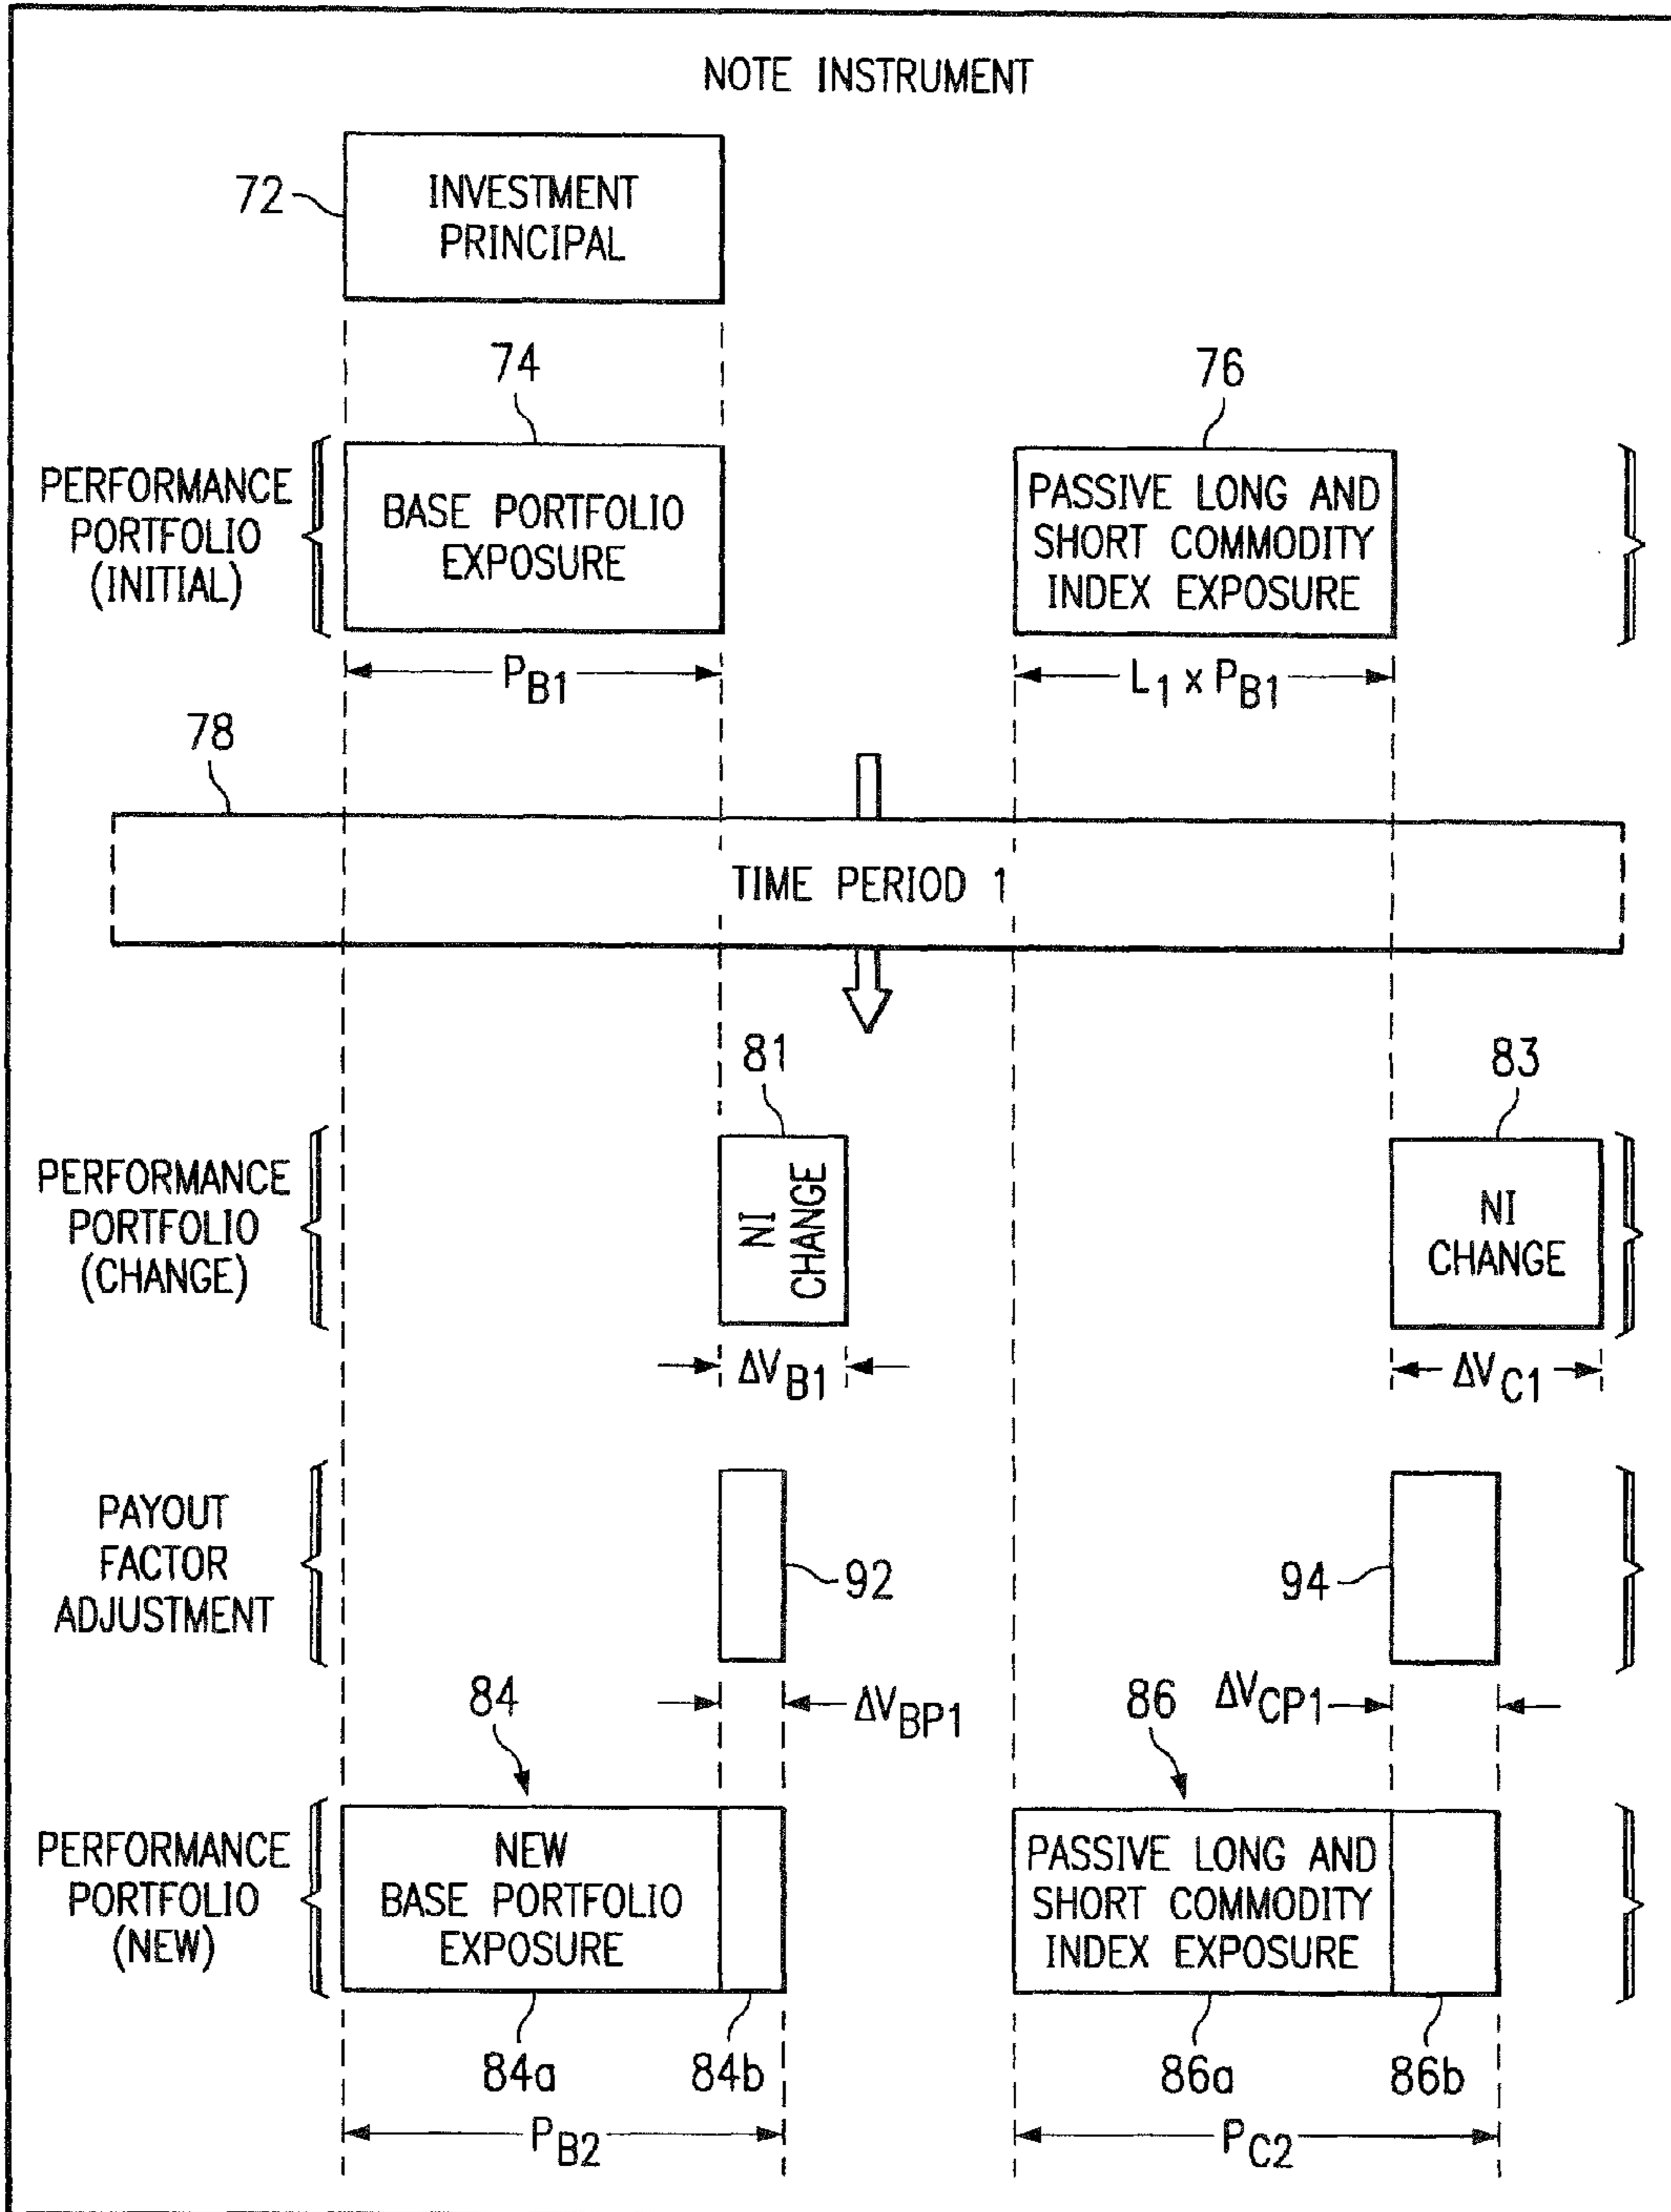 NOTE INSTRUMENT
72
INVESTMENT
PRINCIPAL
74
76
PERFORMANCE
PORTFOLIO
(INITIAL)
BASE PORTFOLIO
EXPOSURE
PASSIVE LONG AND
SHORT COMMODITY
INDEX EXPOSURE
PB1
L1 x PB1
78
TIME PERIOD 1
81
83
PERFORMANCE
PORTFOLIO
(CHANGE)
NI
CHANGE
NI
CHANGE
ΔVB1
ΔVC1
PAYOUT
FACTOR
ADJUSTMENT
92
94
84
ΔVBP1
86
ΔVCP1
PERFORMANCE
PORTFOLIO
(NEW)
NEW
BASE PORTFOLIO
EXPOSURE
PASSIVE LONG AND
SHORT COMMODITY
INDEX EXPOSURE
84a
84b
86a
86b
PB2
PC2